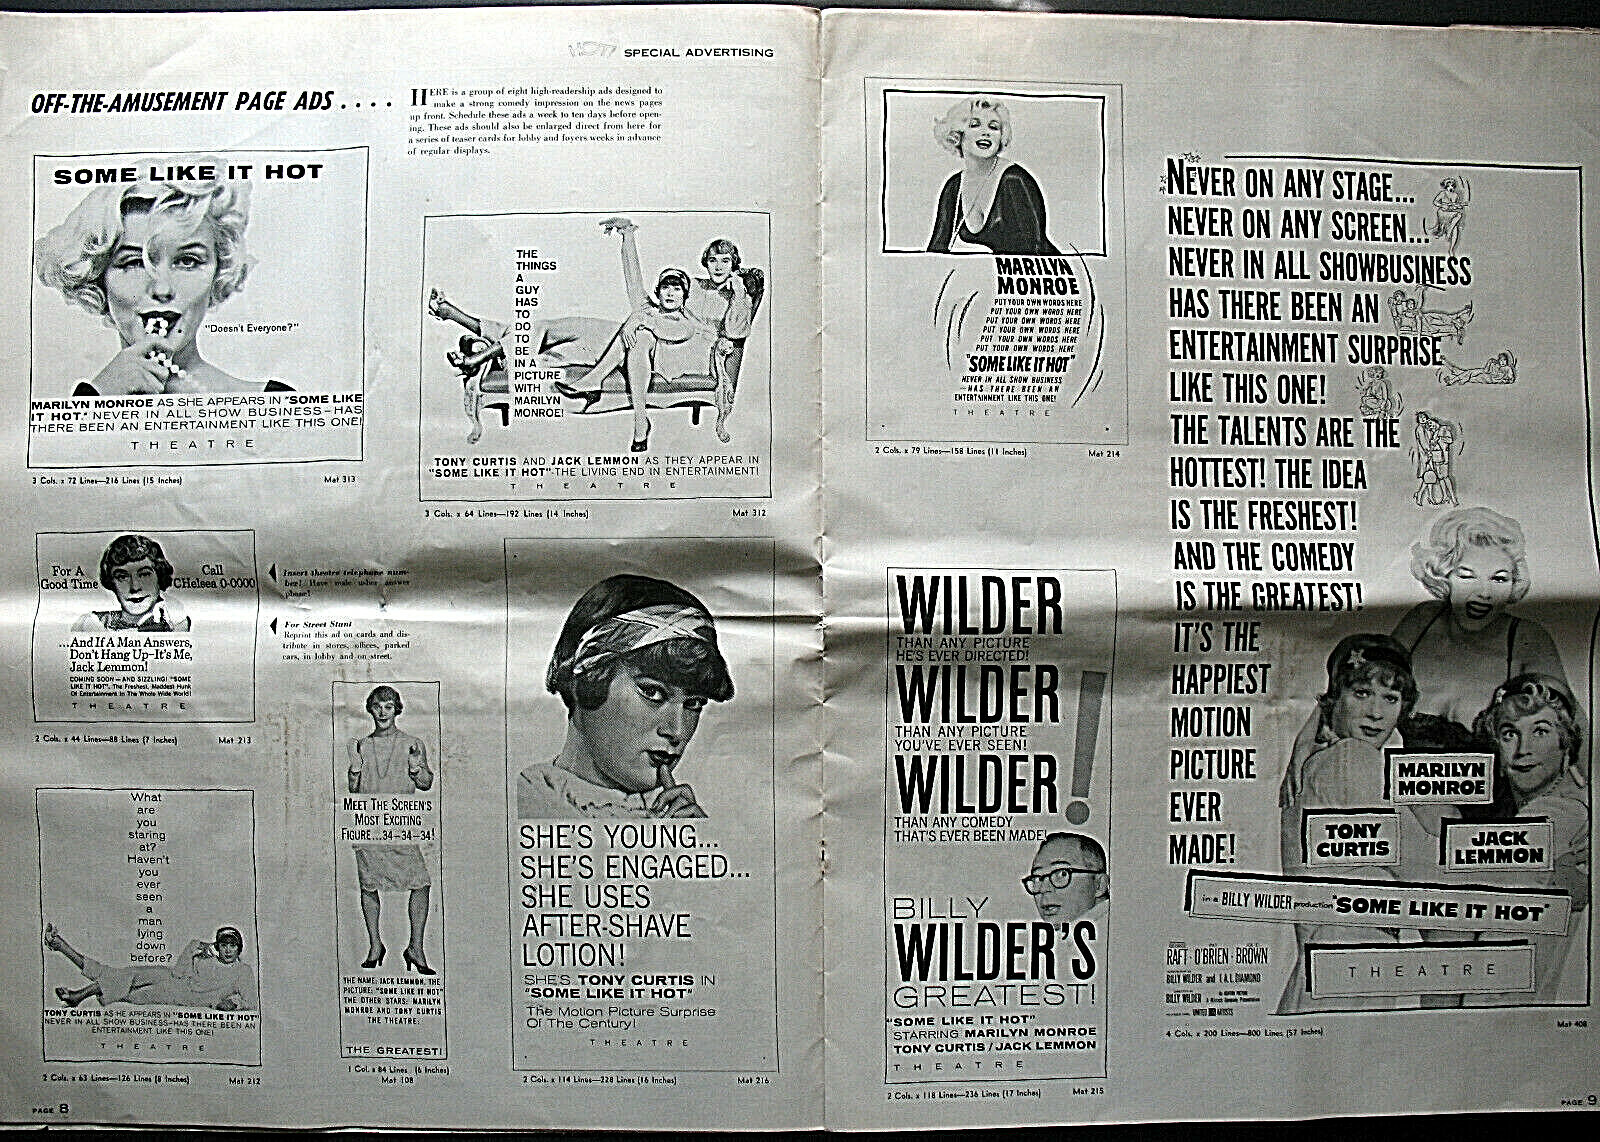 HOT! SPECIAL ADVERTISING
OFF-THE-AMUSEMENT PAGE ADS . . . .
HERE is a group of eight high-readership ads designed to
make a strong comedy impression on the news pages
up front. Schedule these ads a week to ten days before open-
ing. These ads should also be enlarged direct from here for
a series of teaser cards for lobby and foyers weeks in advance
of regular displays.
SOME LIKE IT HOT
"Doesn't Everyone?"
MARILYN MONROE AS SHE APPEARS IN "SOME LIKE
IT HOT." NEVER IN ALL SHOW BUSINESS–HAS
THERE BEEN AN ENTERTAINMENT LIKE THIS ONE!
THEATRE
3 Cols. x 72 Lines—216 Lines (15 Inches)
Mat 313
THE
THINGS
A
GUY
HAS
TO
DO
TO
BE
IN A
PICTURE
WITH
MARILYN
MONROE!
TONY CURTIS AND JACK LEMMON AS THEY APPEAR IN
"SOME LIKE IT HOT"-THE LIVING END IN ENTERTAINMENT!
THEATRE
3 Cols. x 64 Lines—192 Lines (14 Inches)
Mat 312
For A
Good Time
Call
CHelsea 0-0000
...And If A Man Answers,
Don't Hang Up–It's Me,
Jack Lemmon!
COMING SOON–AND SIZZLING! "SOME
LIKE IT HOT", The Freshest, Maddest Hunk
Of Entertainment In The Whole Wide World!
THEATRE
2 Cols. x 44 Lines—88 Lines (7 Inches)
Mat 213
Insert theatre telephone num-
ber! Have male usher answer
phone!
For Street Stunt
Reprint this ad on cards and dis-
tribute in stores, offices, parked
cars, in lobby and on street.
What
are
you
staring
at?
Haven't
you
ever
seen
a
man
lying
down
before?
TONY CURTIS AS HE APPEARS IN "SOME LIKE IT HOT"
NEVER IN ALL SHOW BUSINESS–HAS THERE BEEN AN
ENTERTAINMENT LIKE THIS ONE!
THEATRE
2 Cols. x 63 Lines—126 Lines (8 Inches)
Mat 212
MEET THE SCREEN'S
MOST EXCITING
FIGURE...34–34–34!
THE NAME: JACK LEMMON. THE
PICTURE: "SOME LIKE IT HOT"
THE OTHER STARS: MARILYN
MONROE AND TONY CURTIS
THE THEATRE:
THE GREATEST!
1 Col. x 84 Lines (6 Inches)
Mat 108
SHE'S YOUNG...
SHE'S ENGAGED...
SHE USES
AFTER-SHAVE
LOTION!
SHE'S TONY CURTIS IN
"SOME LIKE IT HOT"
The Motion Picture Surprise
Of The Century!
THEATRE
2 Cols. x 114 Lines—228 Lines (16 Inches)
Mat 216
PAGE 8
MARILYN
MONROE
PUT YOUR OWN WORDS HERE
PUT YOUR OWN WORDS HERE
PUT YOUR OWN WORDS HERE
PUT YOUR OWN WORDS HERE
PUT YOUR OWN WORDS HERE
PUT YOUR OWN WORDS HERE
"SOME LIKE IT HOT"
NEVER IN ALL SHOW BUSINESS
–HAS THERE BEEN AN
ENTERTAINMENT LIKE THIS ONE!
THEATRE
2 Cols. x 79 Lines—158 Lines (11 Inches)
Mat 214
WILDER
THAN ANY PICTURE
HE'S EVER DIRECTED!
WILDER
THAN ANY PICTURE
YOU'VE EVER SEEN!
WILDER!
THAN ANY COMEDY
THAT'S EVER BEEN MADE!
BILLY
WILDER'S
GREATEST!
"SOME LIKE IT HOT"
STARRING MARILYN MONROE
TONY CURTIS/JACK LEMMON
THEATRE
2 Cols. x 118 Lines—236 Lines (17 Inches)
Mat 215
NEVER ON ANY STAGE...
NEVER ON ANY SCREEN...
NEVER IN ALL SHOWBUSINESS
HAS THERE BEEN AN
ENTERTAINMENT SURPRISE
LIKE THIS ONE!
THE TALENTS ARE THE
HOTTEST! THE IDEA
IS THE FRESHEST!
AND THE COMEDY
IS THE GREATEST!
IT'S THE
HAPPIEST
MOTION
PICTURE
EVER
MADE!
MARILYN
MONROE
TONY
CURTIS
JACK
LEMMON
in a BILLY WILDER production "SOME LIKE IT HOT"
GEORGE PAT JOE E.
RAFT · O'BRIEN · BROWN
BILLY WILDER and I.A.L. DIAMOND
BILLY WILDER
UNITED ARTISTS
THEATRE
4 Cols. x 200 Lines—800 Lines (57 Inches)
Mat 408
PAGE 9